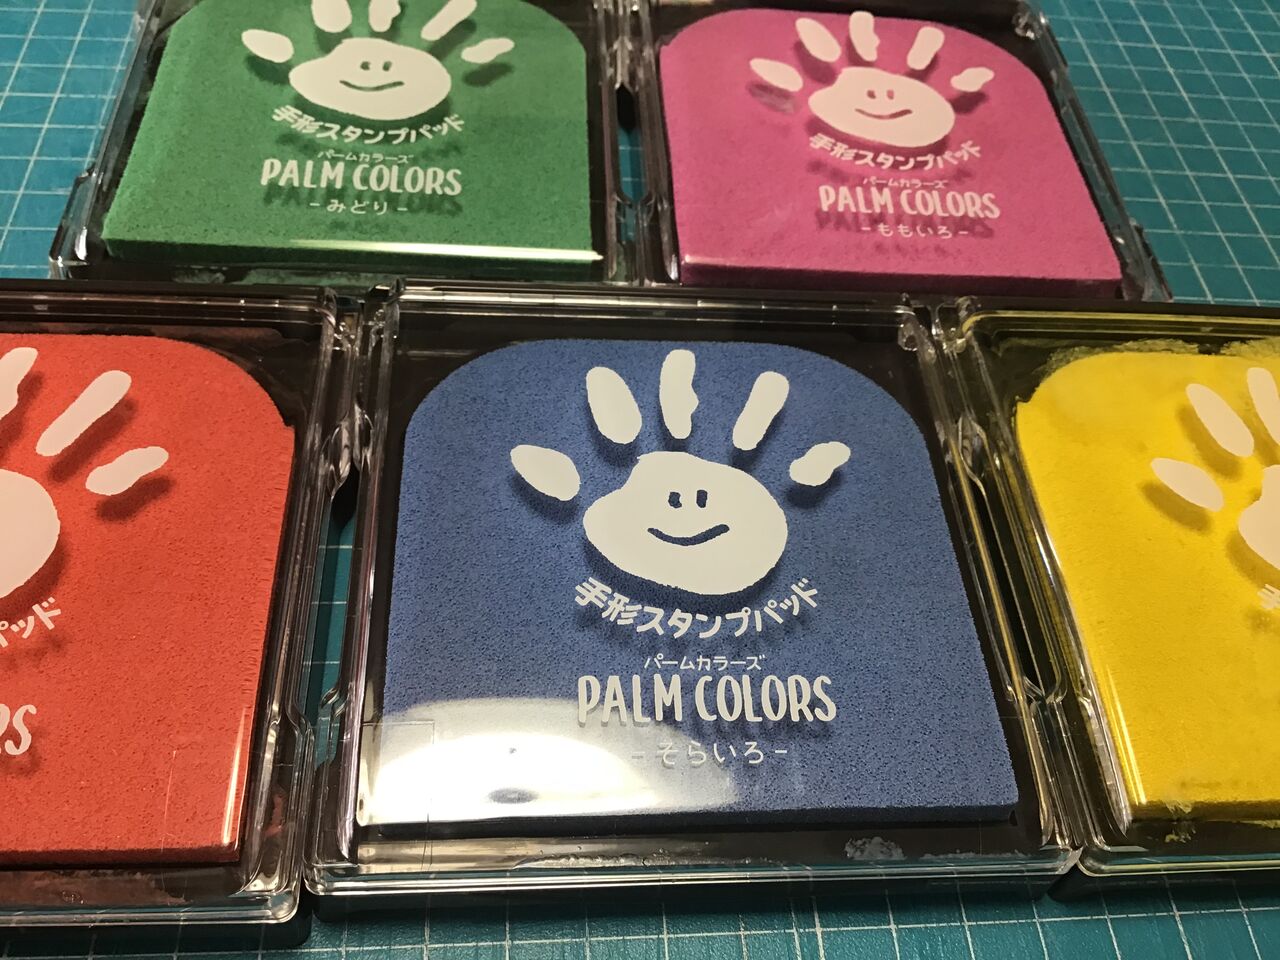 手形スタンプパッド
パームカラーズ
PALM COLORS
-みどり-
手形スタンプパッド
パームカラーズ
PALM COLORS
-ももいろ-
パッド
RS
手形スタンプパッド
パームカラーズ
PALM COLORS
-そらいろ-